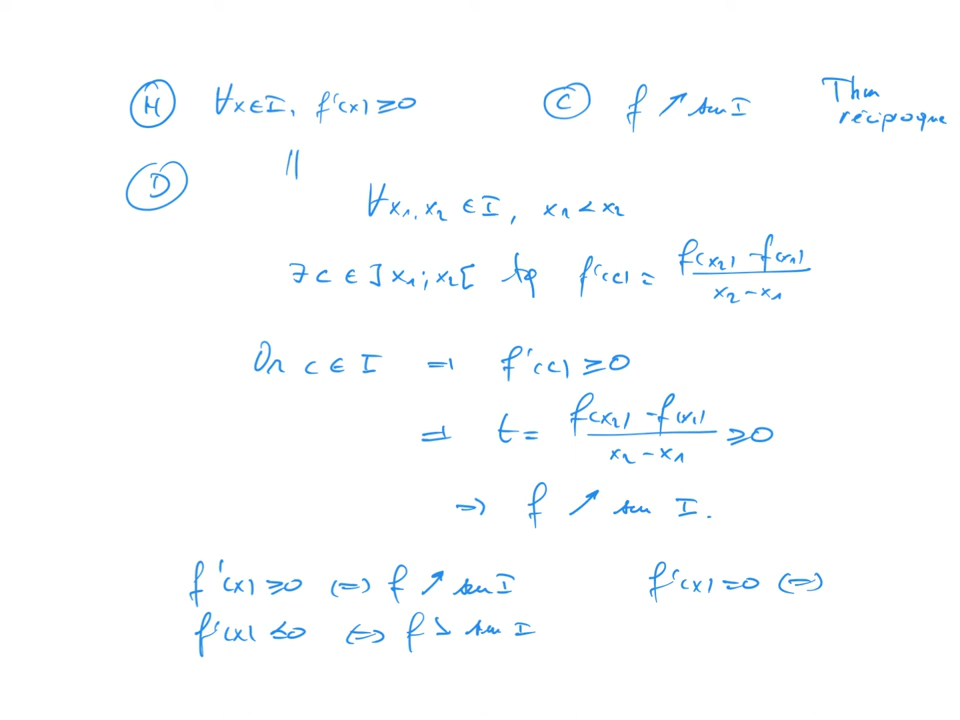 (H) ∀x∈I, f'(x) ≥ 0 (C) f ↗ sur I Thm
réciproque
(D) ||
∀x₁, x₂ ∈ I, x₁ < x₂
∃ c ∈ ]x₁; x₂[ tq f'(c) = (f(x₂) - f(x₁))/(x₂ - x₁)
Or c ∈ I ⇒ f'(c) ≥ 0
⇒ t = (f(x₂) - f(x₁))/(x₂ - x₁) ≥ 0
⇒ f ↗ sur I.
f'(x) ≥ 0 ⇔ f ↗ sur I f'(x) = 0 ⇔
f'(x) ≤ 0 ⇔ f ↘ sur I